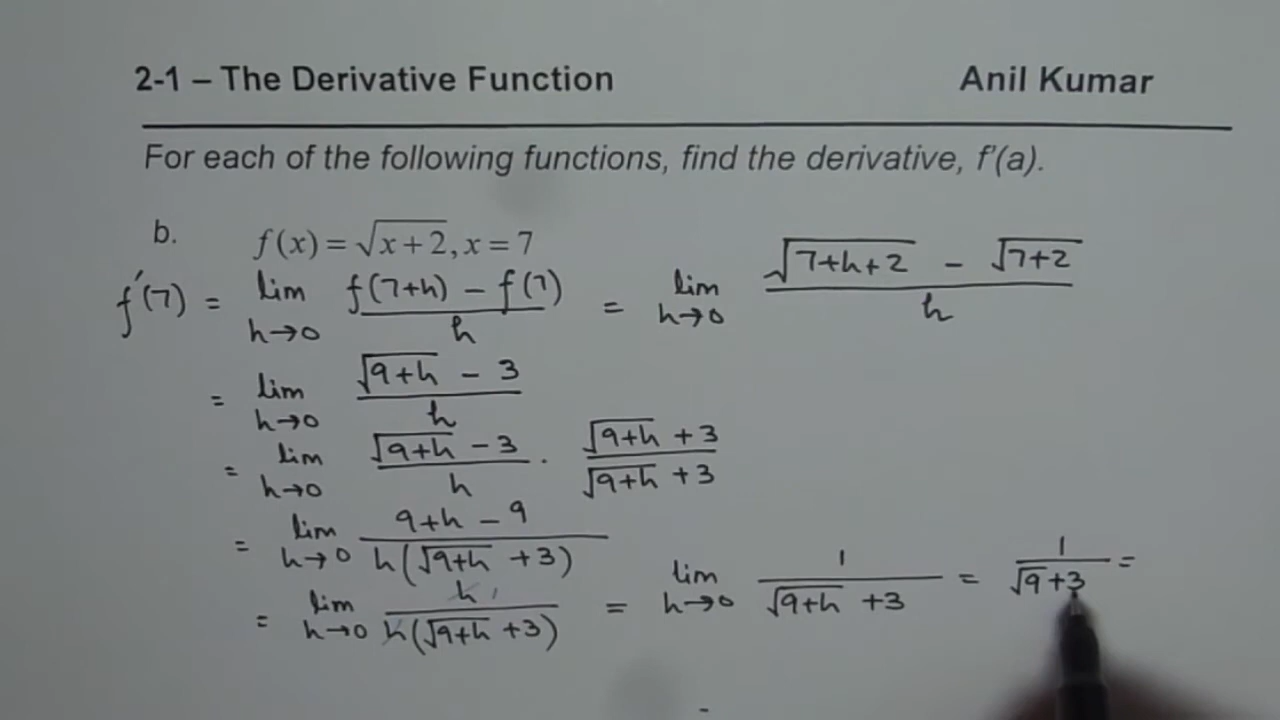 2-1 – The Derivative Function Anil Kumar
For each of the following functions, find the derivative, f'(a).
b. f(x) = √(x+2), x = 7
f'(7) = lim h→0 (f(7+h) − f(7))/h = lim h→0 (√(7+h+2) − √(7+2))/h
= lim h→0 (√(9+h) − 3)/h
= lim h→0 (√(9+h) − 3)/h · (√(9+h) + 3)/(√(9+h) + 3)
= lim h→0 (9+h − 9)/(h(√(9+h) + 3))
= lim h→0 h/(h(√(9+h) + 3)) = lim h→0 1/(√(9+h) + 3) = 1/(√9 + 3) =